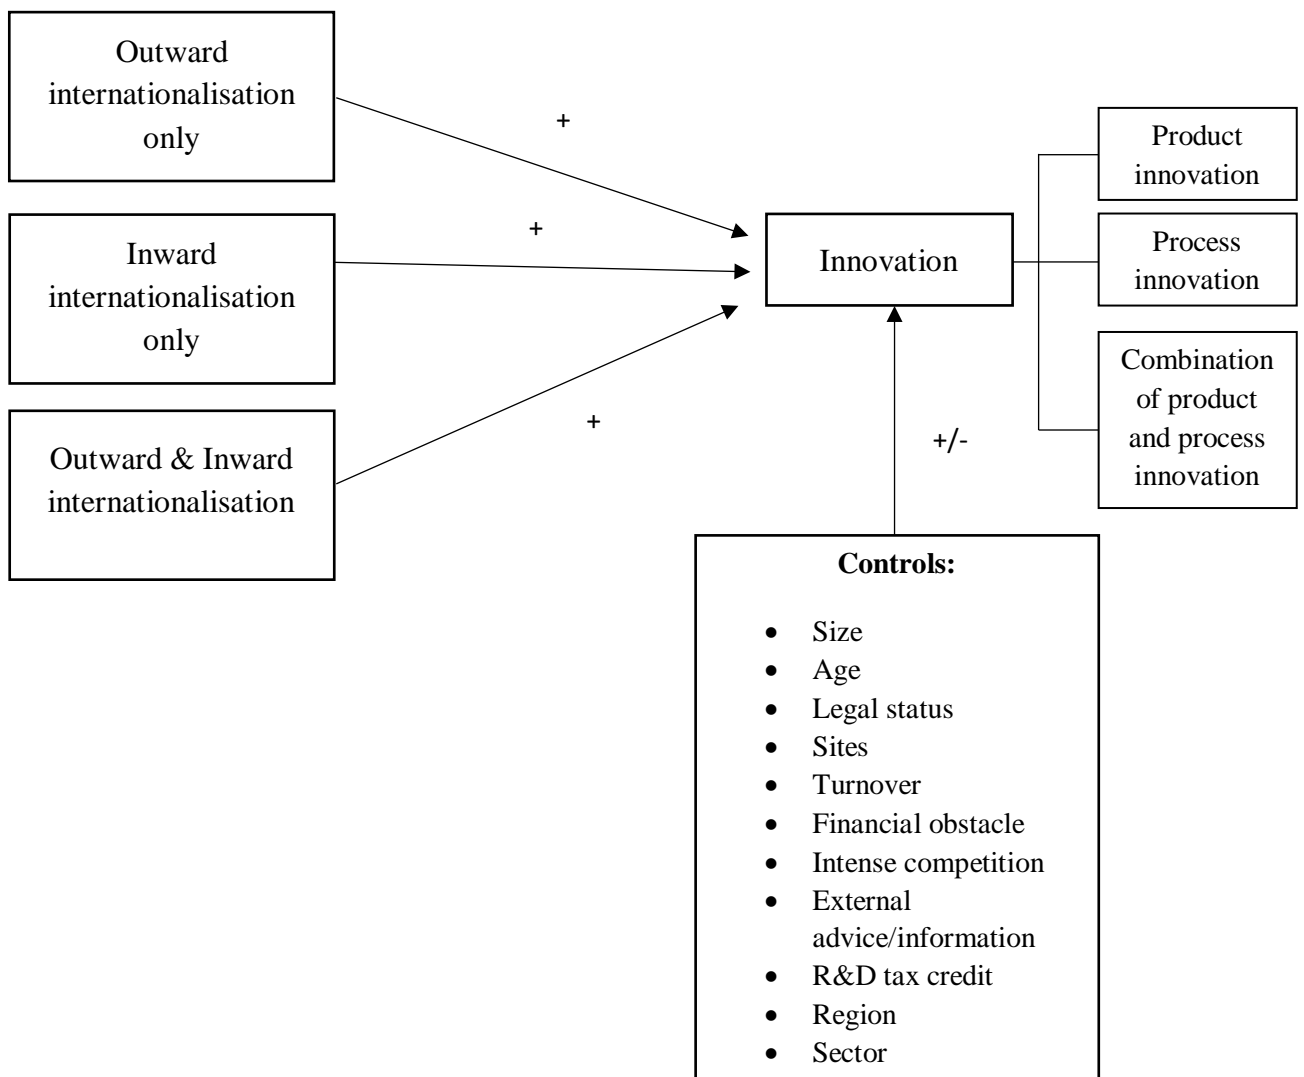 Outward
internationalisation
only
+
Inward
internationalisation
only
+
Outward & Inward
internationalisation
+
Innovation
Product
innovation
Process
innovation
Combination
of product
and process
innovation
+/-
Controls:
• Size
• Age
• Legal status
• Sites
• Turnover
• Financial obstacle
• Intense competition
• External
advice/information
• R&D tax credit
• Region
• Sector